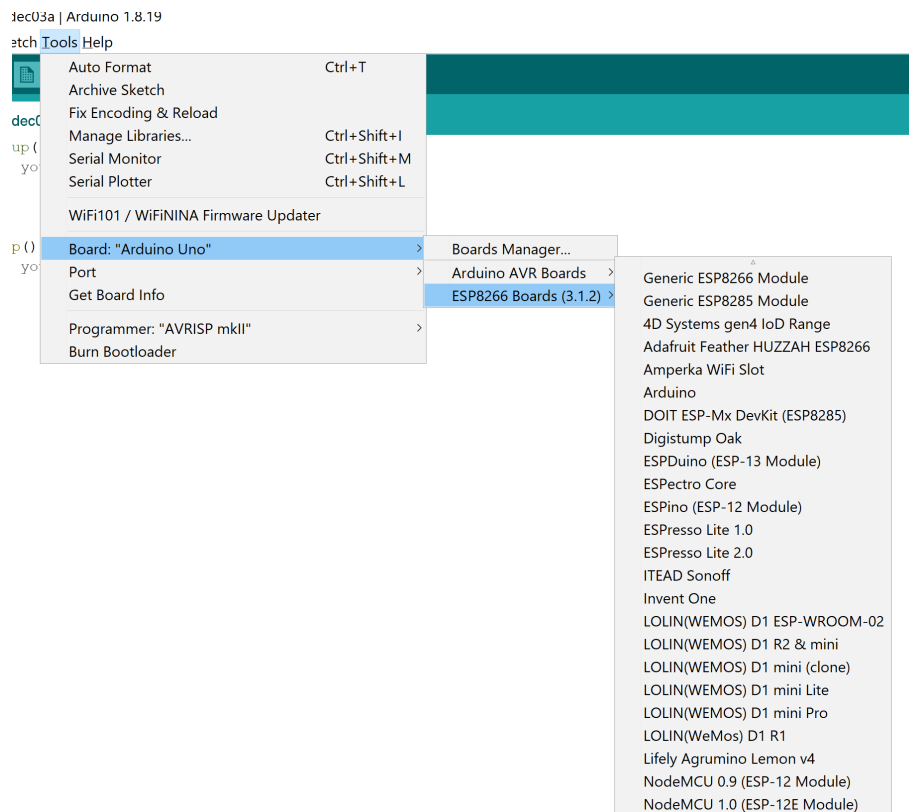 dec03a | Arduino 1.8.19
etch Tools Help
Auto Format Ctrl+T
Archive Sketch
Fix Encoding & Reload
Manage Libraries... Ctrl+Shift+I
Serial Monitor Ctrl+Shift+M
Serial Plotter Ctrl+Shift+L
WiFi101 / WiFiNINA Firmware Updater
Board: "Arduino Uno"
Port
Get Board Info
Programmer: "AVRISP mkII"
Burn Bootloader
dec0
up(
yo
p()
yo
Boards Manager...
Arduino AVR Boards
ESP8266 Boards (3.1.2)
Generic ESP8266 Module
Generic ESP8285 Module
4D Systems gen4 IoD Range
Adafruit Feather HUZZAH ESP8266
Amperka WiFi Slot
Arduino
DOIT ESP-Mx DevKit (ESP8285)
Digistump Oak
ESPDuino (ESP-13 Module)
ESPectro Core
ESPino (ESP-12 Module)
ESPresso Lite 1.0
ESPresso Lite 2.0
ITEAD Sonoff
Invent One
LOLIN(WEMOS) D1 ESP-WROOM-02
LOLIN(WEMOS) D1 R2 & mini
LOLIN(WEMOS) D1 mini (clone)
LOLIN(WEMOS) D1 mini Lite
LOLIN(WEMOS) D1 mini Pro
LOLIN(WeMos) D1 R1
Lifely Agrumino Lemon v4
NodeMCU 0.9 (ESP-12 Module)
NodeMCU 1.0 (ESP-12E Module)